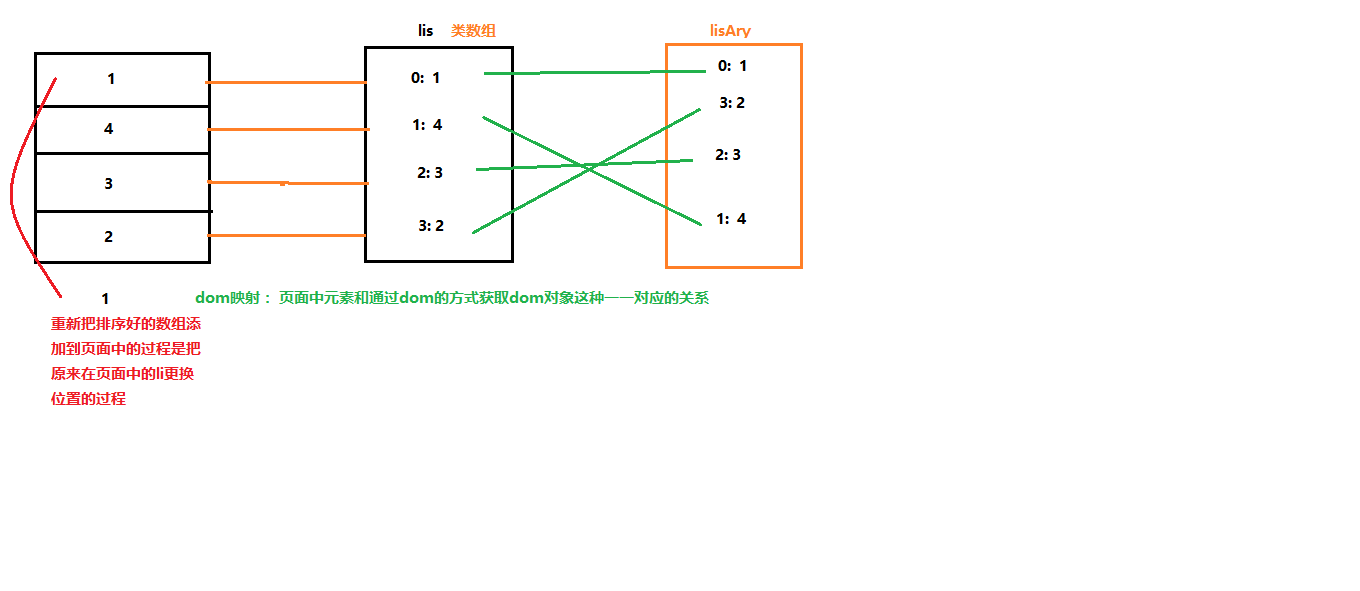 lis 类数组
lisAry
1
4
3
2
0: 1
1: 4
2: 3
3: 2
0: 1
3: 2
2: 3
1: 4
1
dom映射： 页面中元素和通过dom的方式获取dom对象这种一一对应的关系
重新把排序好的数组添
加到页面中的过程是把
原来在页面中的li更换
位置的过程